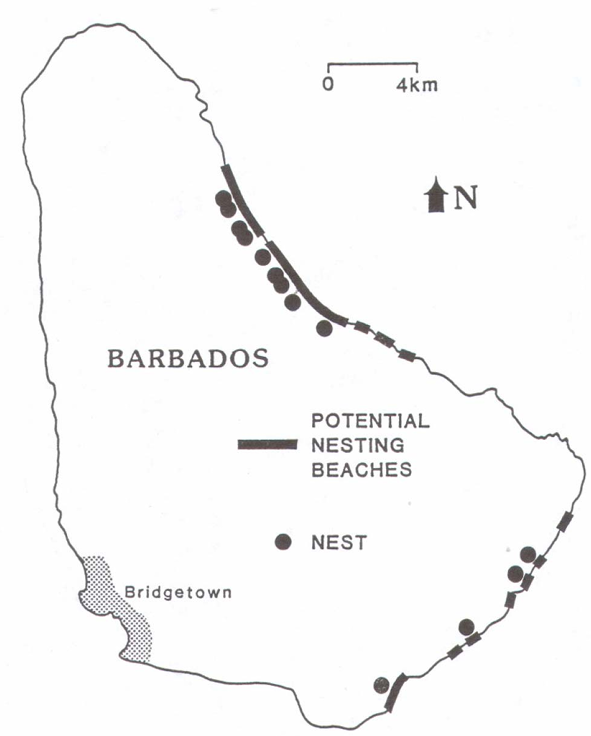 0 4km
N
BARBADOS
POTENTIAL
NESTING
BEACHES
NEST
Bridgetown